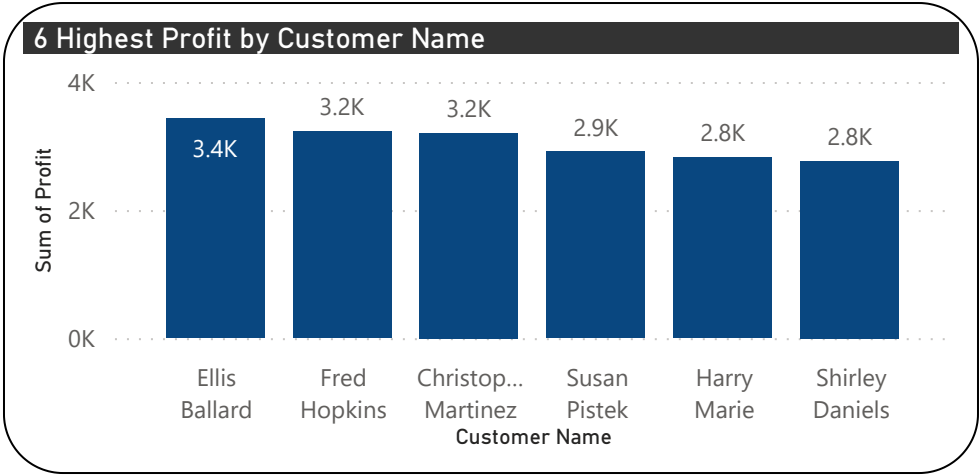 6 Highest Profit by Customer Name
Sum of Profit
4K
2K
0K
3.4K
3.2K
3.2K
2.9K
2.8K
2.8K
Ellis
Ballard
Fred
Hopkins
Christop...
Martinez
Susan
Pistek
Harry
Marie
Shirley
Daniels
Customer Name